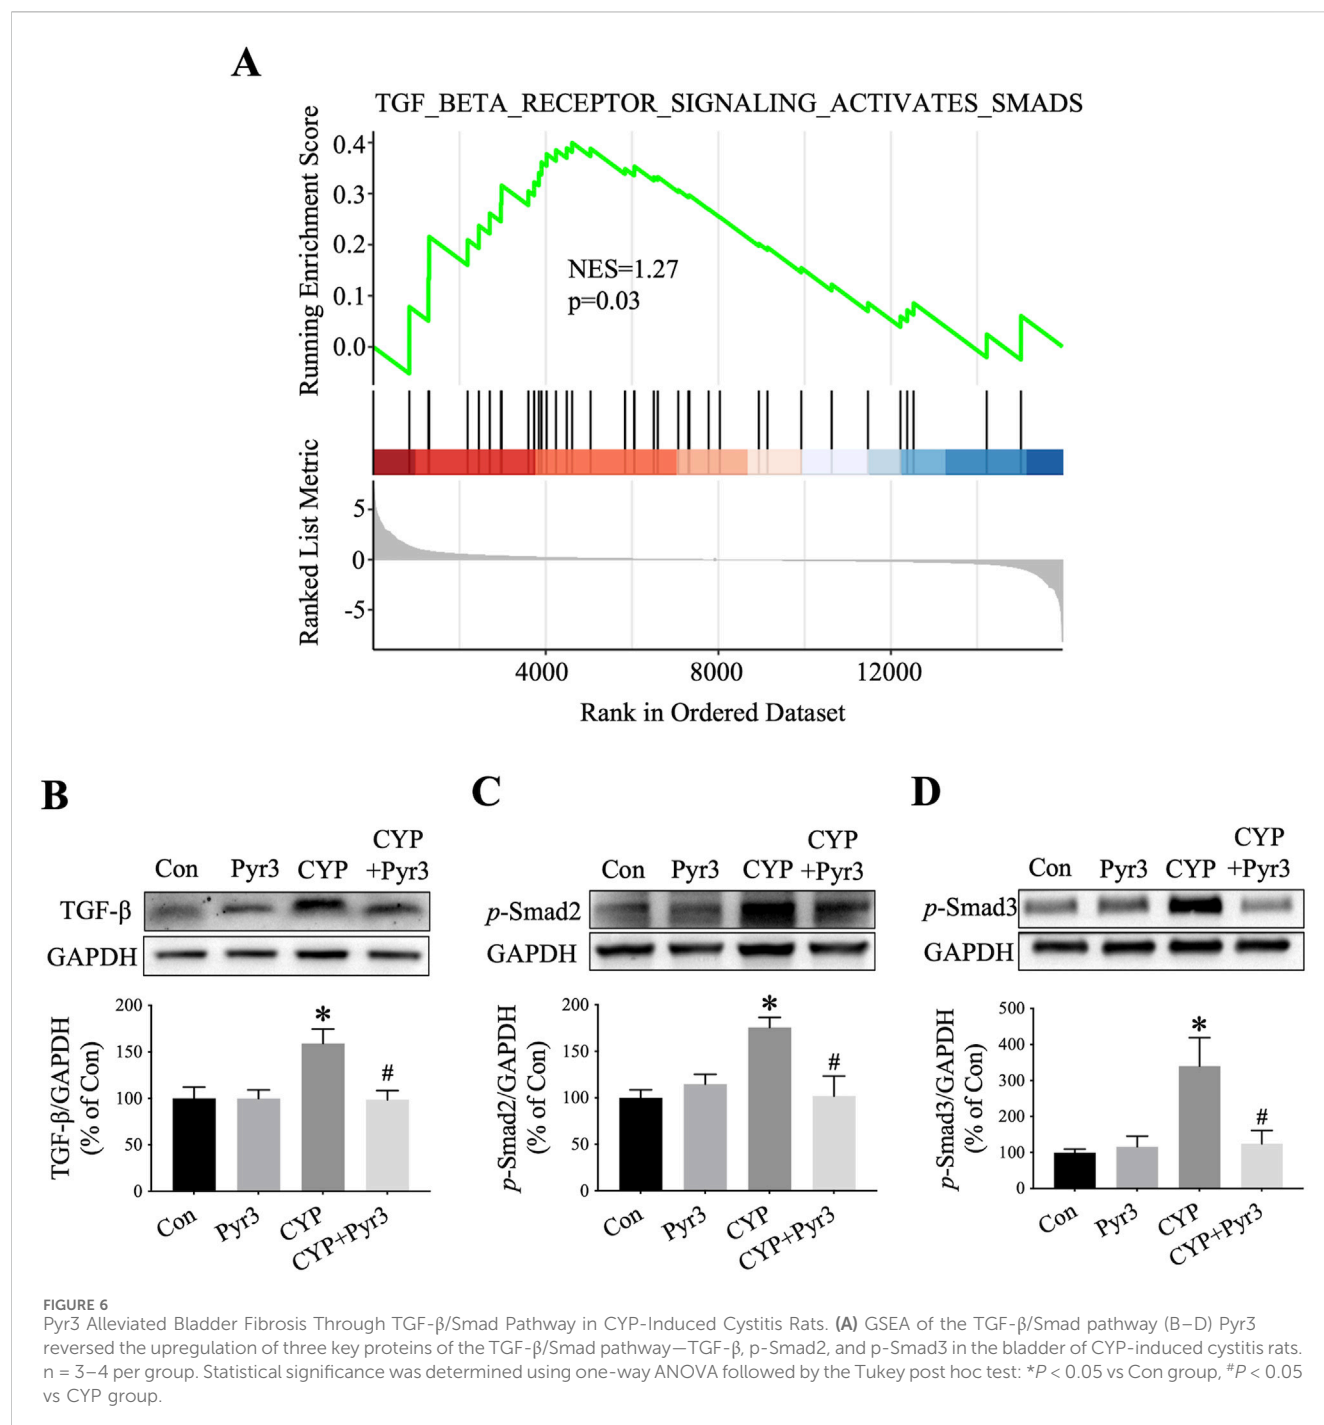 A
TGF_BETA_RECEPTOR_SIGNALING_ACTIVATES_SMADS
Running Enrichment Score
0.4
0.3
0.2
0.1
0.0
NES=1.27
p=0.03
Ranked List Metric
5
0
-5
4000 8000 12000
Rank in Ordered Dataset
B
Con Pyr3 CYP CYP +Pyr3
TGF-β
GAPDH
TGF-β/GAPDH
(% of Con)
200
150
100
50
0
*
#
Con Pyr3 CYP CYP+Pyr3
C
Con Pyr3 CYP CYP +Pyr3
p-Smad2
GAPDH
p-Smad2/GAPDH
(% of Con)
200
150
100
50
0
*
#
Con Pyr3 CYP CYP+Pyr3
D
Con Pyr3 CYP CYP +Pyr3
p-Smad3
GAPDH
p-Smad3/GAPDH
(% of Con)
500
400
300
200
100
0
*
#
Con Pyr3 CYP CYP+Pyr3
FIGURE 6
Pyr3 Alleviated Bladder Fibrosis Through TGF-β/Smad Pathway in CYP-Induced Cystitis Rats. (A) GSEA of the TGF-β/Smad pathway (B–D) Pyr3
reversed the upregulation of three key proteins of the TGF-β/Smad pathway—TGF-β, p-Smad2, and p-Smad3 in the bladder of CYP-induced cystitis rats.
n = 3–4 per group. Statistical significance was determined using one-way ANOVA followed by the Tukey post hoc test: *P < 0.05 vs Con group, #P < 0.05
vs CYP group.